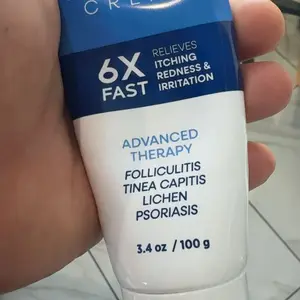 6X
FAST
RELIEVES
ITCHING
REDNESS &
IRRITATION
ADVANCED
THERAPY
FOLLICULITIS
TINEA CAPITIS
LICHEN
PSORIASIS
3.4 oz / 100 g